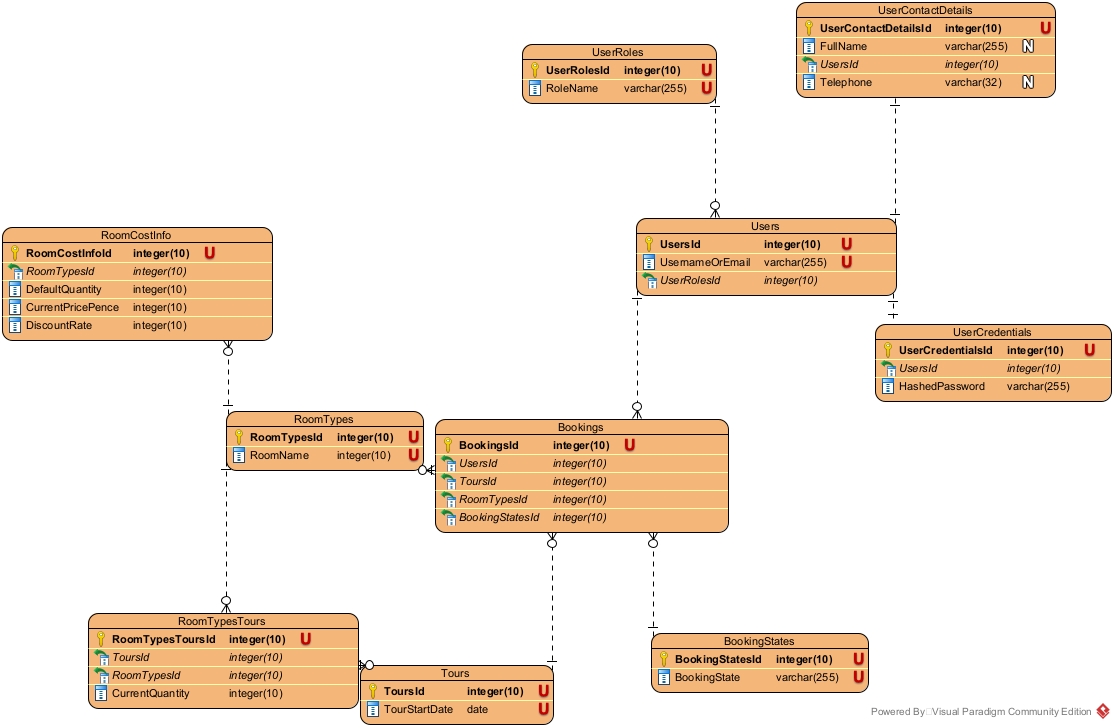 UserContactDetails
UserContactDetailsId integer(10) U
FullName varchar(255) N
UsersId integer(10)
Telephone varchar(32) N
UserRoles
UserRolesId integer(10) U
RoleName varchar(255) U
Users
UsersId integer(10) U
UsernameOrEmail varchar(255) U
UserRolesId integer(10)
RoomCostInfo
RoomCostInfoId integer(10) U
RoomTypesId integer(10)
DefaultQuantity integer(10)
CurrentPricePence integer(10)
DiscountRate integer(10)
UserCredentials
UserCredentialsId integer(10) U
UsersId integer(10)
HashedPassword varchar(255)
RoomTypes
RoomTypesId integer(10) U
RoomName integer(10) U
Bookings
BookingsId integer(10) U
UsersId integer(10)
ToursId integer(10)
RoomTypesId integer(10)
BookingStatesId integer(10)
RoomTypesTours
RoomTypesToursId integer(10) U
ToursId integer(10)
RoomTypesId integer(10)
CurrentQuantity integer(10)
Tours
ToursId integer(10) U
TourStartDate date U
BookingStates
BookingStatesId integer(10) U
BookingState varchar(255) U
Powered By Visual Paradigm Community Edition